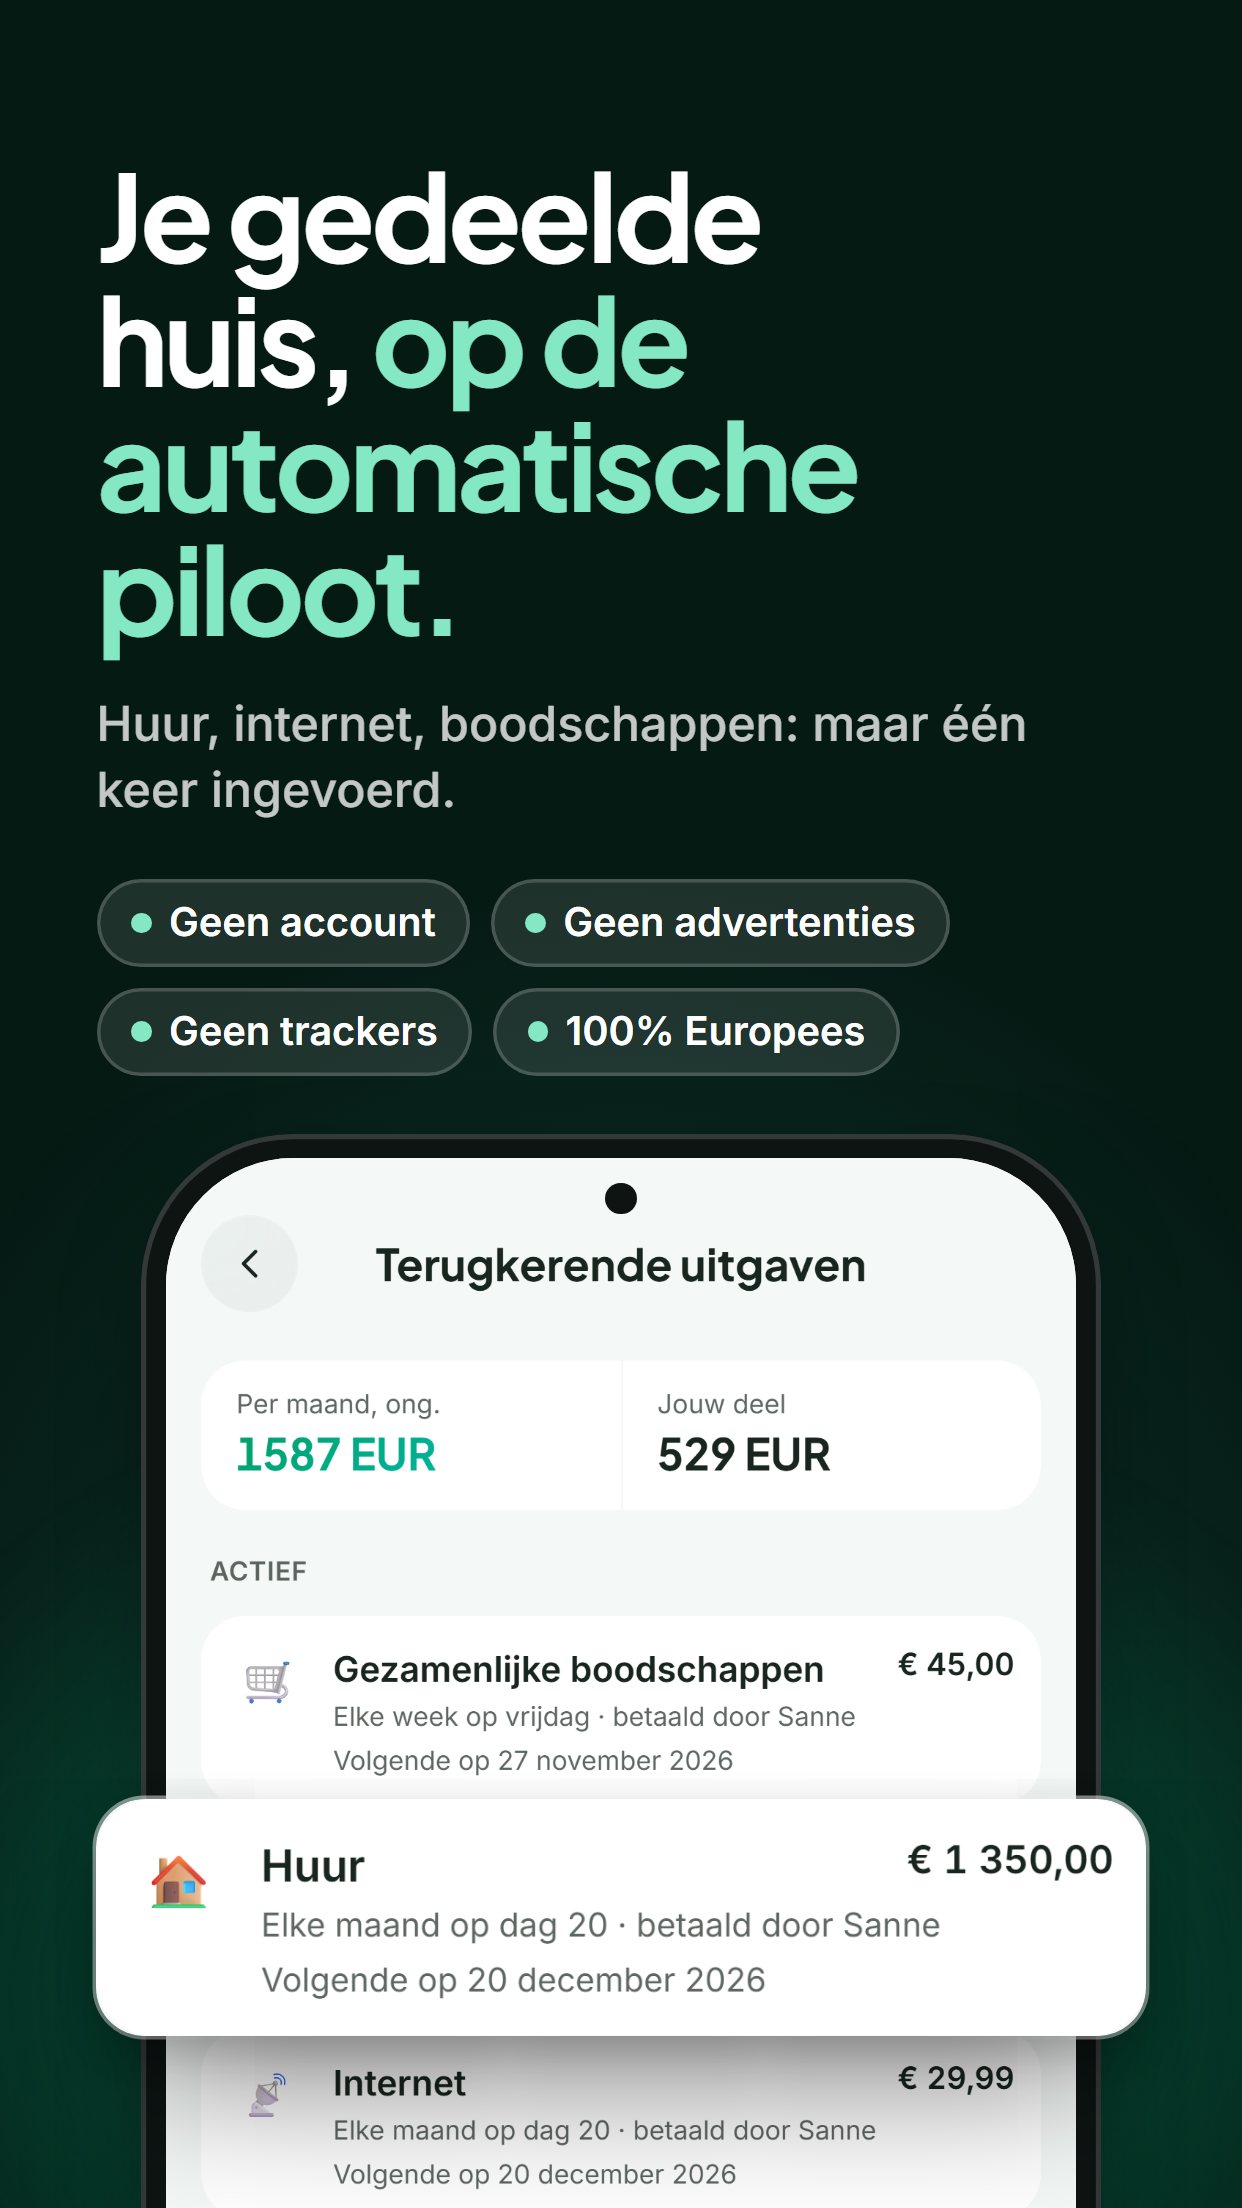 Je gedeelde
huis, op de
automatische
piloot.
Huur, internet, boodschappen: maar één
keer ingevoerd.
Geen account
Geen advertenties
Geen trackers
100% Europees
Terugkerende uitgaven
Per maand, ong.
1587 EUR
Jouw deel
529 EUR
ACTIEF
Gezamenlijke boodschappen
€ 45,00
Elke week op vrijdag · betaald door Sanne
Volgende op 27 november 2026
Huur
€ 1 350,00
Elke maand op dag 20 · betaald door Sanne
Volgende op 20 december 2026
Internet
€ 29,99
Elke maand op dag 20 · betaald door Sanne
Volgende op 20 december 2026